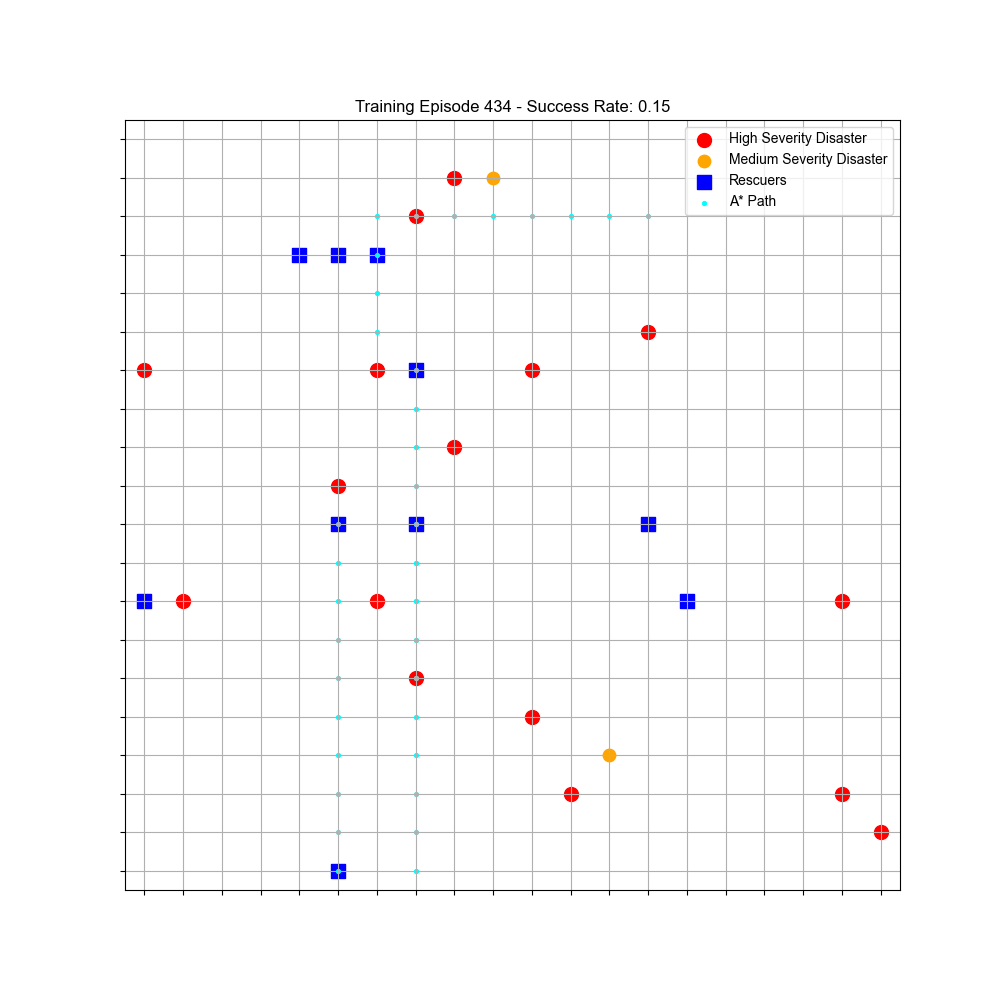 Training Episode 434 - Success Rate: 0.15
High Severity Disaster
Medium Severity Disaster
Rescuers
A* Path